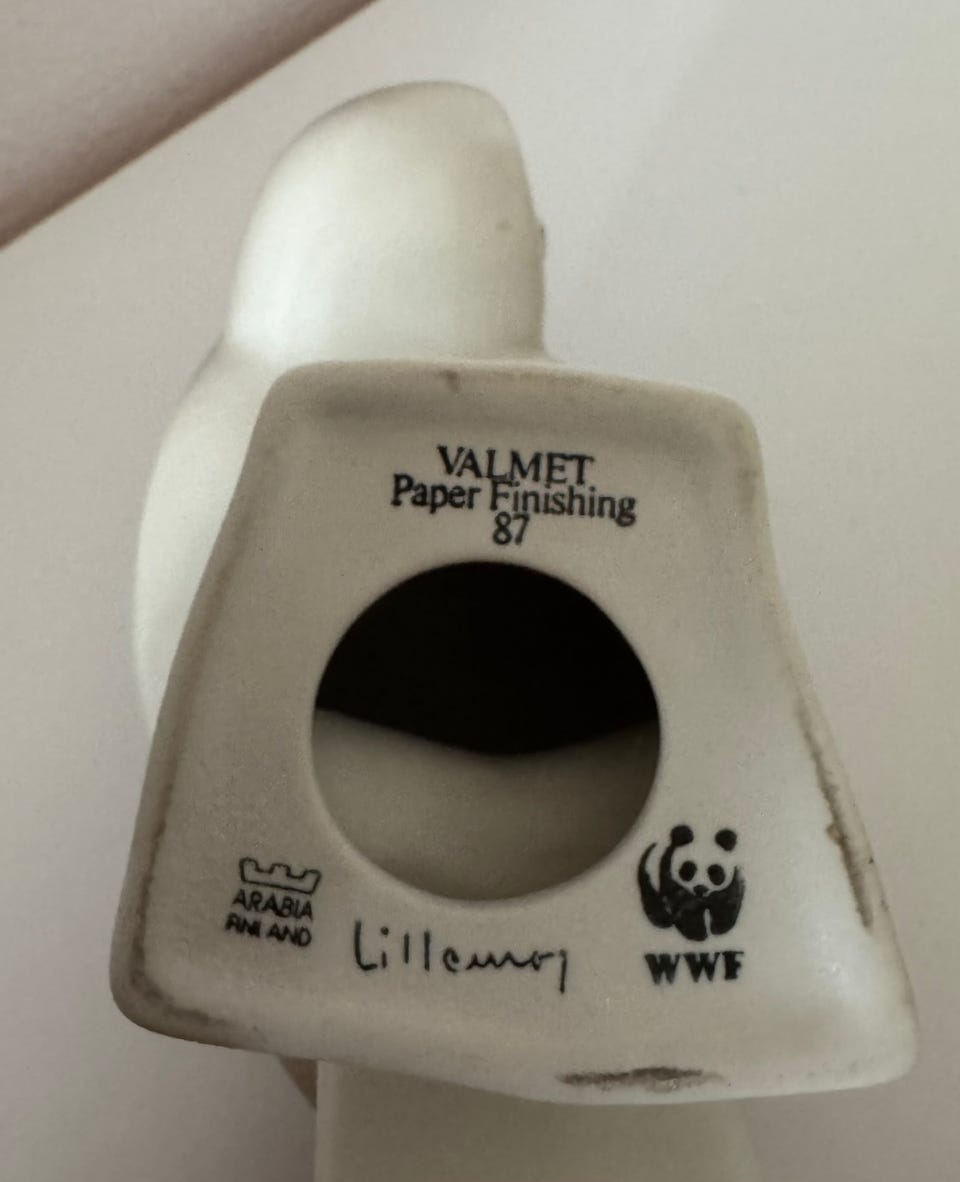 VALMET
Paper Finishing
87
ARABIA
FINLAND
Lillemor
WWF